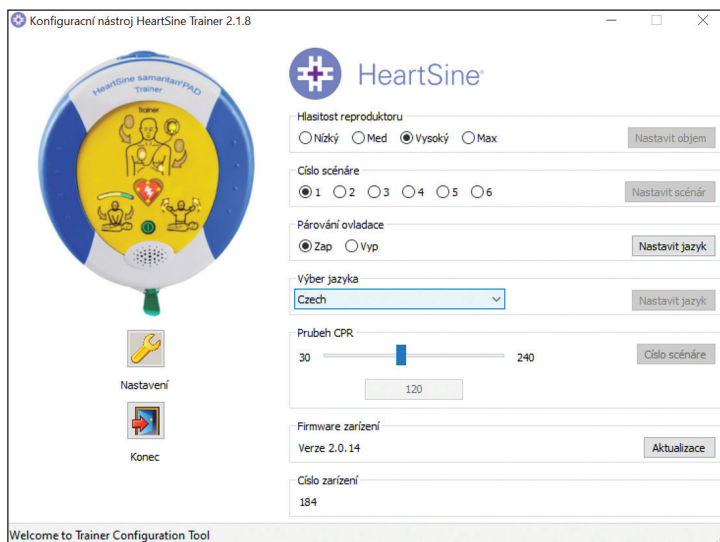 Konfiguracní nástroj HeartSine Trainer 2.1.8
HeartSine samaritan PAD
Trainer
Trainer
HeartSine
Hlasitost reproduktoru
Nízký Med Vysoký Max Nastavit objem
Císlo scénáre
1 2 3 4 5 6 Nastavit scénár
Párování ovladace
Zap Vyp Nastavit jazyk
Výber jazyka
Czech Nastavit jazyk
Prubeh CPR
30 240 Císlo scénáre
120
Nastavení
Konec
Firmware zarízení
Verze 2.0.14 Aktualizace
Císlo zarízení
184
Welcome to Trainer Configuration Tool